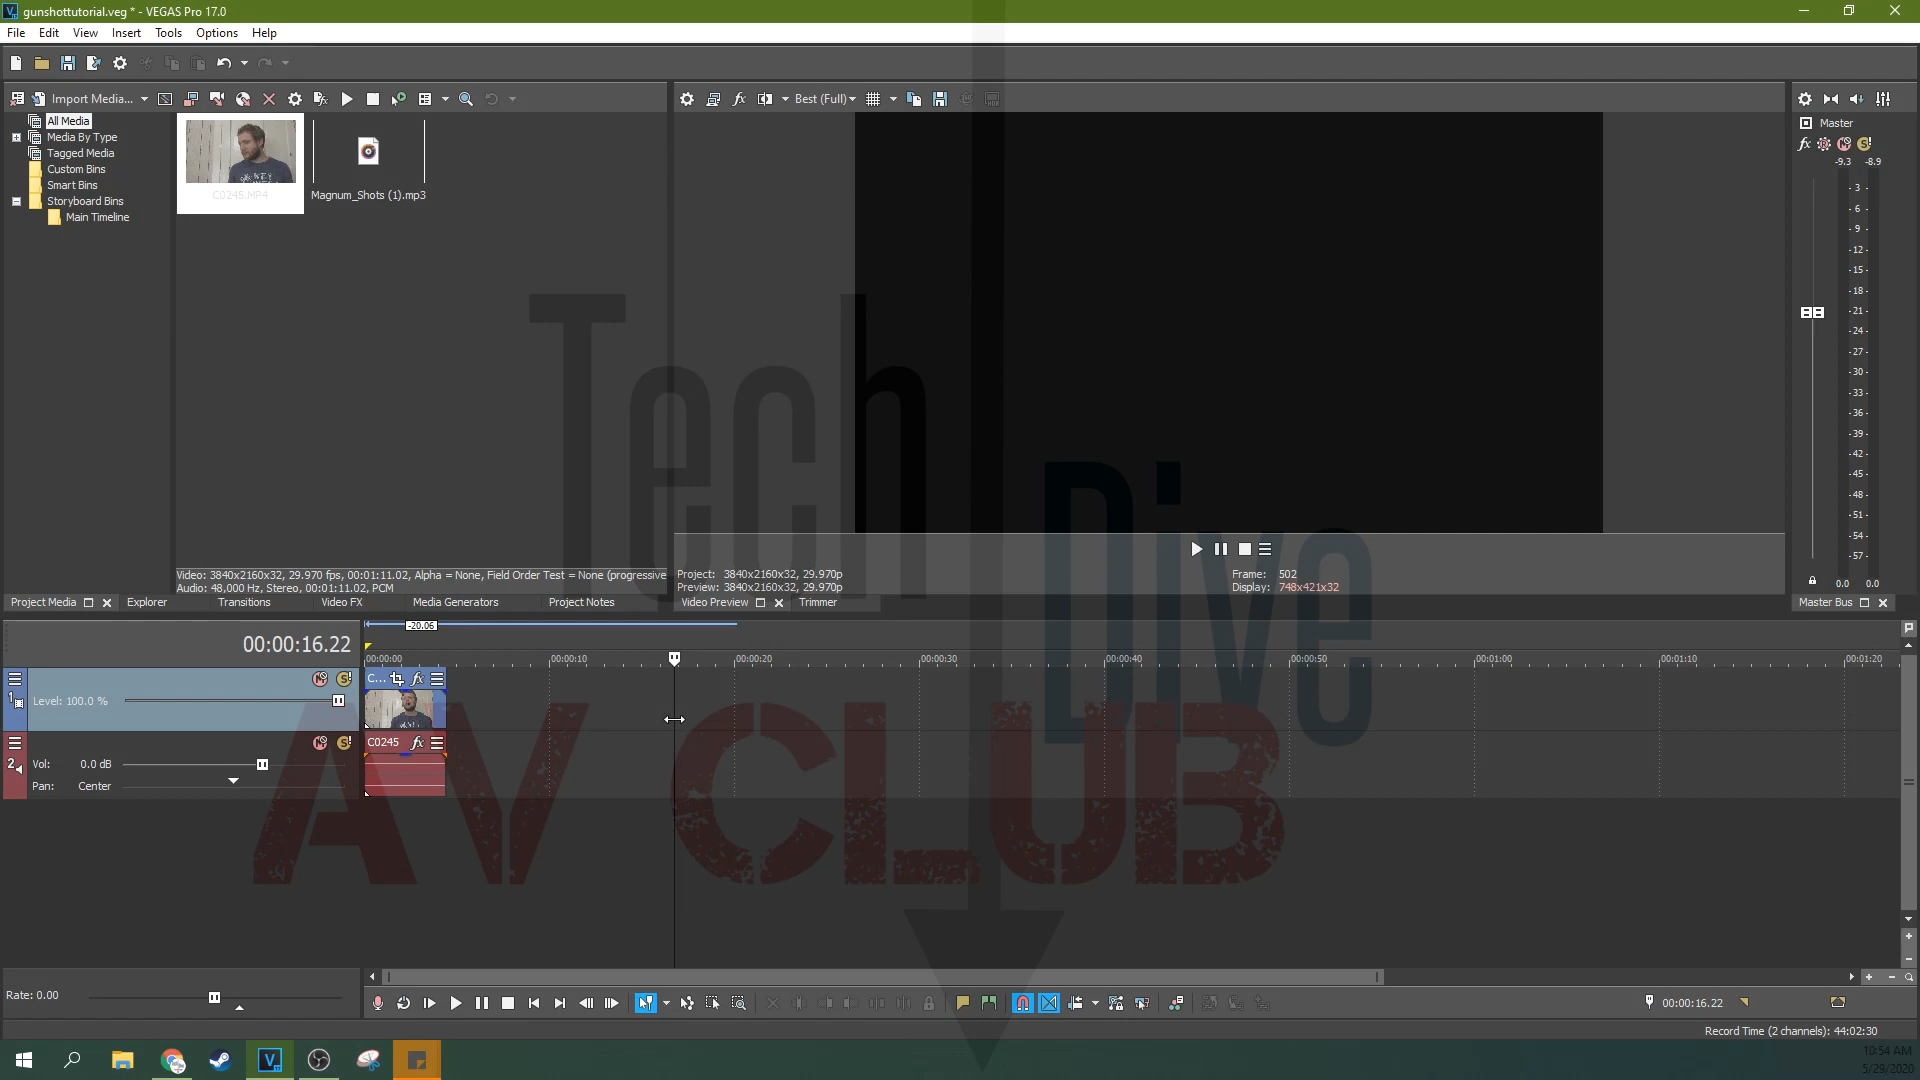 gunshottutorial.veg * - VEGAS Pro 17.0
File Edit View Insert Tools Options Help
Import Media...
Best (Full)
All Media
Media By Type
Tagged Media
Custom Bins
Smart Bins
Storyboard Bins
Main Timeline
C0245.MP4
Magnum_Shots (1).mp3
Master
-9.3 -8.9
- 3 -
- 6 -
- 9 -
-12 -
-15 -
-18 -
-21 -
-24 -
-27 -
-30 -
-33 -
-36 -
-39 -
-42 -
-45 -
-48 -
-51 -
-54 -
-57 -
0.0 0.0
Tech
Dive
AV CLUB
Video: 3840x2160x32, 29.970 fps, 00:01:11.02, Alpha = None, Field Order Test = None (progressive
Audio: 48,000 Hz, Stereo, 00:01:11.02, PCM
Project: 3840x2160x32, 29.970p
Preview: 3840x2160x32, 29.970p
Frame: 502
Display: 748x421x32
Project Media Explorer Transitions Video FX Media Generators Project Notes
Video Preview Trimmer
Master Bus
-20.06
00:00:16.22
00:00:00 00:00:10 00:00:20 00:00:30 00:00:40 00:00:50 00:01:00 00:01:10 00:01:20
1
Level: 100.0 %
C... fx
2
Vol: 0.0 dB
Pan: Center
C0245 fx
Rate: 0.00
00:00:16.22
Record Time (2 channels): 44:02:30
10:54 AM
5/29/2020